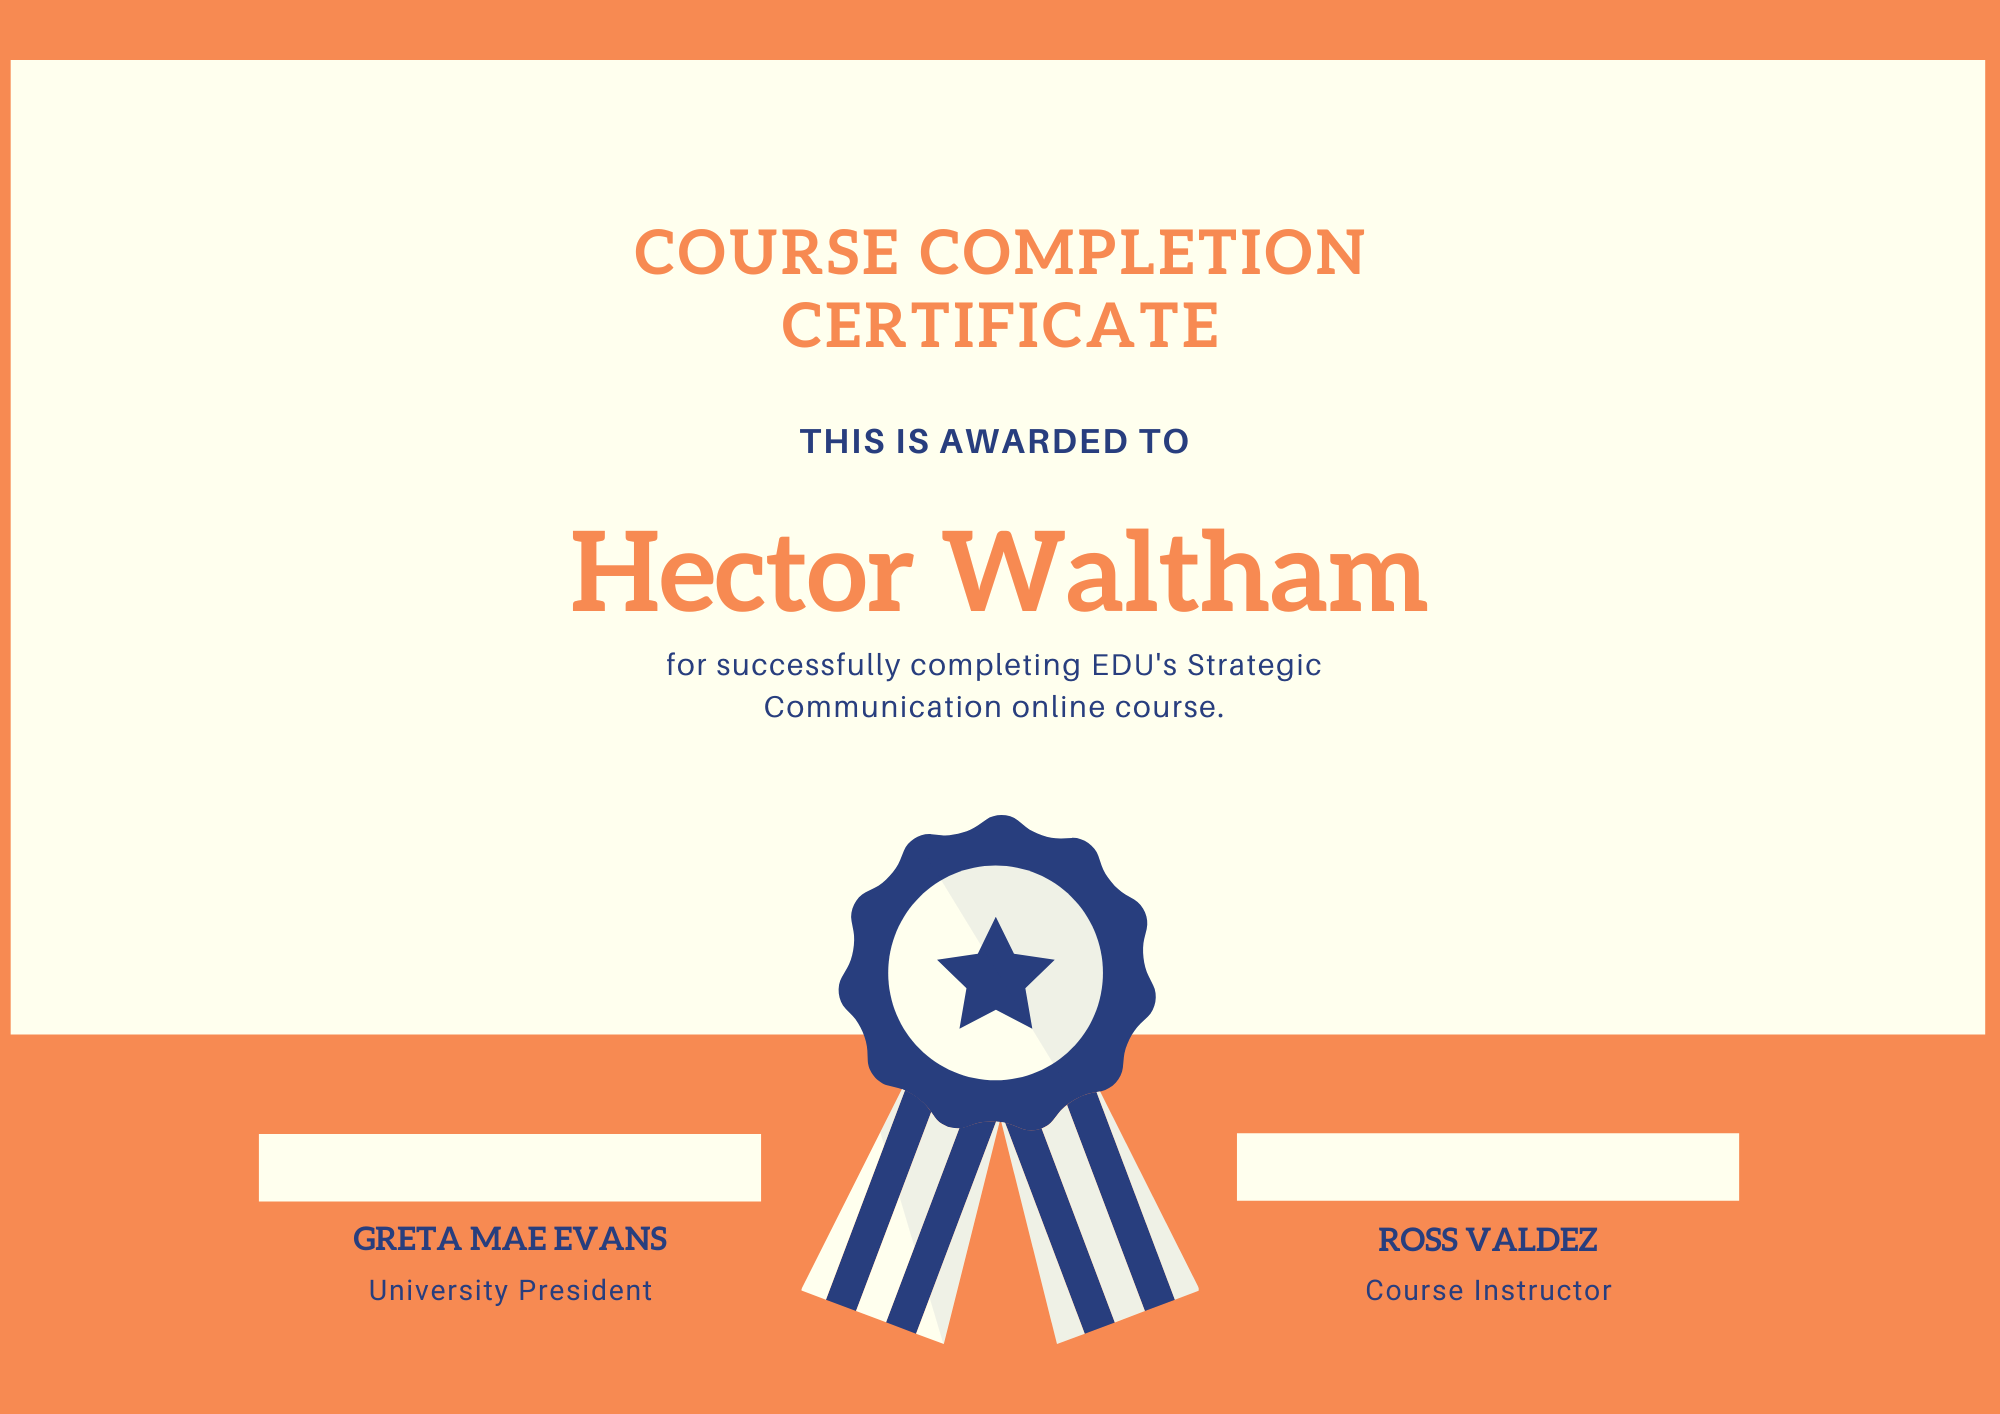 COURSE COMPLETION
CERTIFICATE
THIS IS AWARDED TO
Hector Waltham
for successfully completing EDU's Strategic
Communication online course.
GRETA MAE EVANS
University President
ROSS VALDEZ
Course Instructor